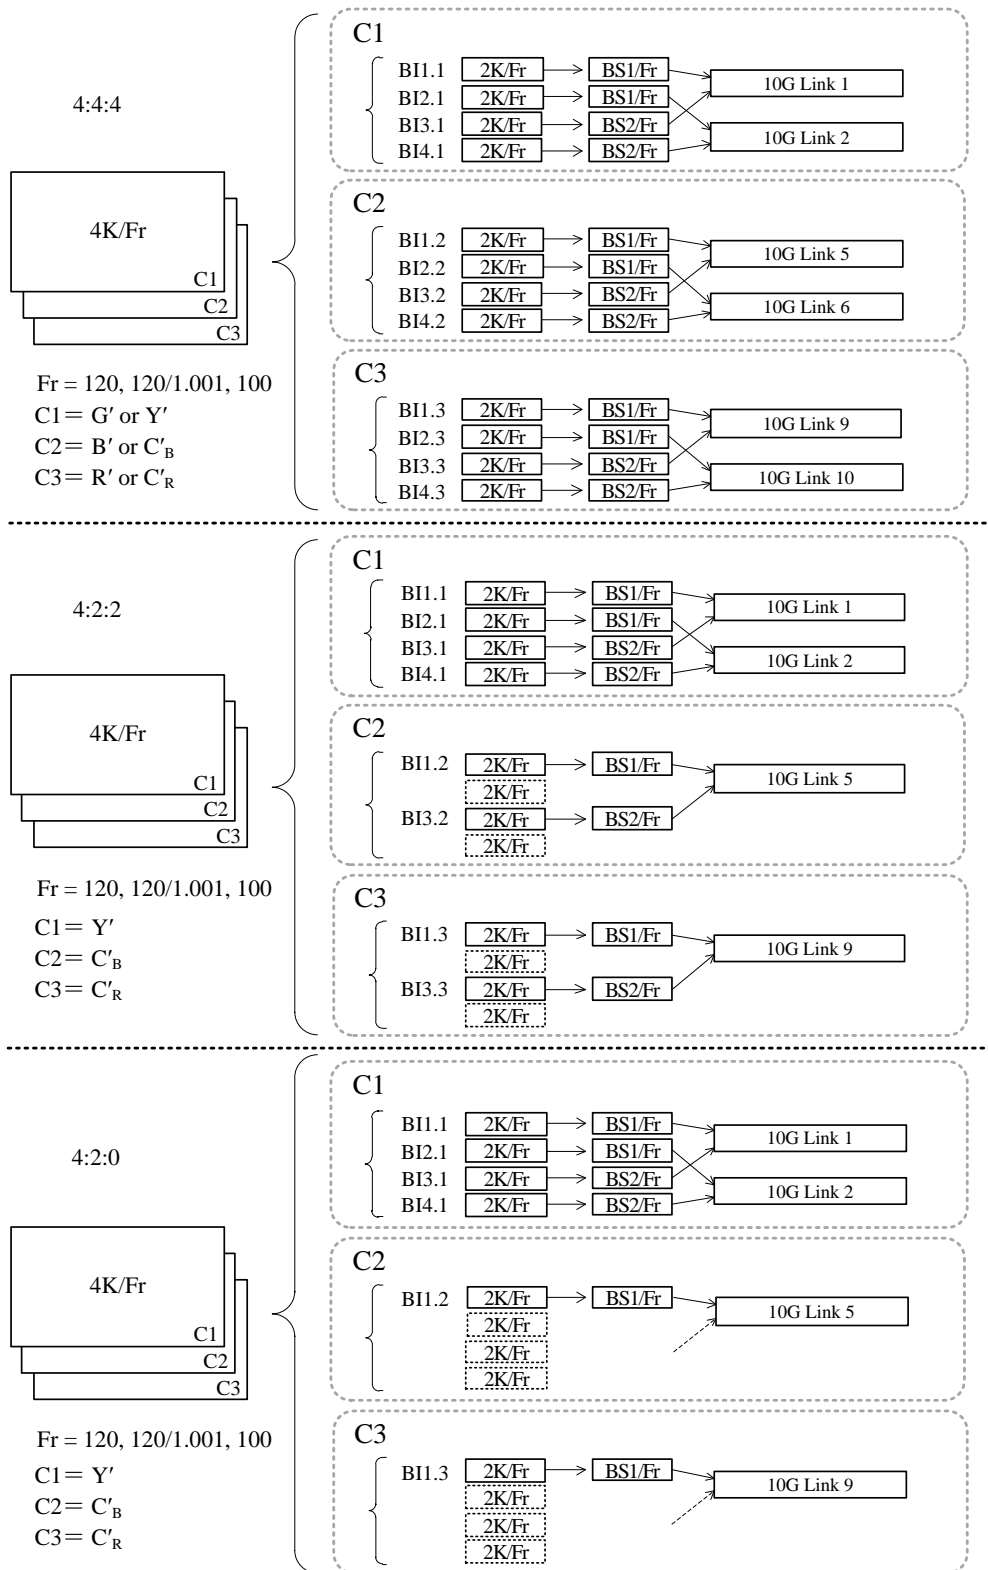 4:4:4
4K/Fr
C1
C2
C3
Fr = 120, 120/1.001, 100
C1= G′ or Y′
C2= B′ or C′B
C3= R′ or C′R
C1
BI1.1 2K/Fr BS1/Fr
BI2.1 2K/Fr BS1/Fr
BI3.1 2K/Fr BS2/Fr
BI4.1 2K/Fr BS2/Fr
10G Link 1
10G Link 2
C2
BI1.2 2K/Fr BS1/Fr
BI2.2 2K/Fr BS1/Fr
BI3.2 2K/Fr BS2/Fr
BI4.2 2K/Fr BS2/Fr
10G Link 5
10G Link 6
C3
BI1.3 2K/Fr BS1/Fr
BI2.3 2K/Fr BS1/Fr
BI3.3 2K/Fr BS2/Fr
BI4.3 2K/Fr BS2/Fr
10G Link 9
10G Link 10
4:2:2
4K/Fr
C1
C2
C3
Fr = 120, 120/1.001, 100
C1= Y′
C2= C′B
C3= C′R
C1
BI1.1 2K/Fr BS1/Fr
BI2.1 2K/Fr BS1/Fr
BI3.1 2K/Fr BS2/Fr
BI4.1 2K/Fr BS2/Fr
10G Link 1
10G Link 2
C2
BI1.2 2K/Fr BS1/Fr
2K/Fr
BI3.2 2K/Fr BS2/Fr
2K/Fr
10G Link 5
C3
BI1.3 2K/Fr BS1/Fr
2K/Fr
BI3.3 2K/Fr BS2/Fr
2K/Fr
10G Link 9
4:2:0
4K/Fr
C1
C2
C3
Fr = 120, 120/1.001, 100
C1= Y′
C2= C′B
C3= C′R
C1
BI1.1 2K/Fr BS1/Fr
BI2.1 2K/Fr BS1/Fr
BI3.1 2K/Fr BS2/Fr
BI4.1 2K/Fr BS2/Fr
10G Link 1
10G Link 2
C2
BI1.2 2K/Fr BS1/Fr
2K/Fr
2K/Fr
2K/Fr
10G Link 5
C3
BI1.3 2K/Fr BS1/Fr
2K/Fr
2K/Fr
2K/Fr
10G Link 9